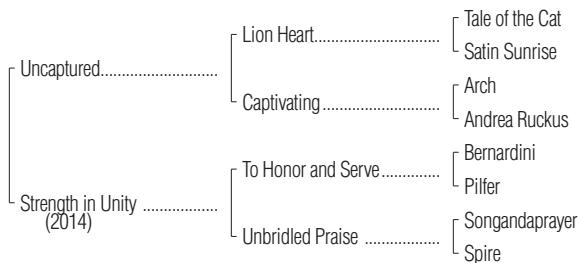 Tale of the Cat
Lion Heart..............................
Satin Sunrise
Uncaptured............................
Arch
Captivating............................
Andrea Ruckus
Bernardini
To Honor and Serve..............
Pilfer
Strength in Unity ..................
(2014)
Songandaprayer
Unbridled Praise ..................
Spire